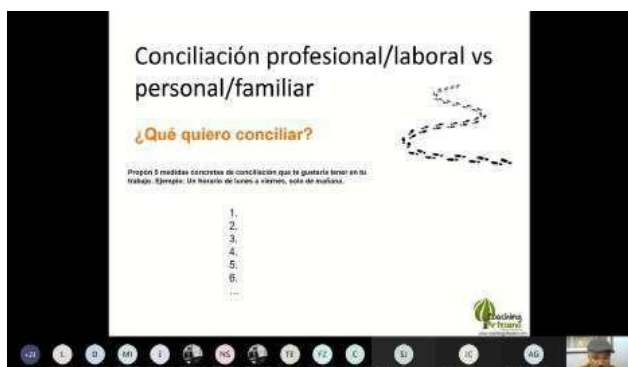 Conciliación profesional/laboral vs
personal/familiar
¿Qué quiero conciliar?
Propón 5 medidas concretas de conciliación que te gustaría tener en tu
trabajo. Ejemplo: Un horario de lunes a viernes, solo de mañana.
1.
2.
3.
4.
5.
6.
...
Coaching
Artesano
+21 L D MI I NS TE YZ C SJ JC AG